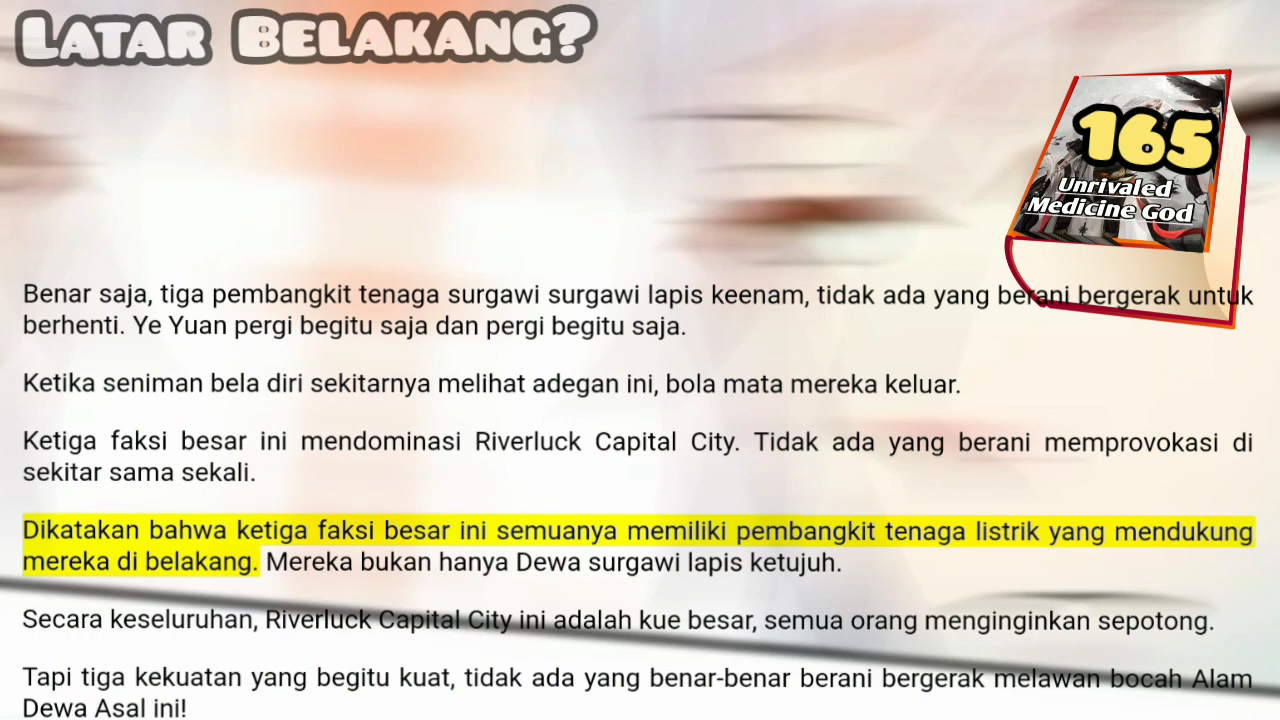 LATAR BELAKANG?
165
Unrivaled
Medicine God
Benar saja, tiga pembangkit tenaga surgawi surgawi lapis keenam, tidak ada yang berani bergerak untuk
berhenti. Ye Yuan pergi begitu saja dan pergi begitu saja.
Ketika seniman bela diri sekitarnya melihat adegan ini, bola mata mereka keluar.
Ketiga faksi besar ini mendominasi Riverluck Capital City. Tidak ada yang berani memprovokasi di
sekitar sama sekali.
Dikatakan bahwa ketiga faksi besar ini semuanya memiliki pembangkit tenaga listrik yang mendukung
mereka di belakang. Mereka bukan hanya Dewa surgawi lapis ketujuh.
Secara keseluruhan, Riverluck Capital City ini adalah kue besar, semua orang menginginkan sepotong.
Tapi tiga kekuatan yang begitu kuat, tidak ada yang benar-benar berani bergerak melawan bocah Alam
Dewa Asal ini!